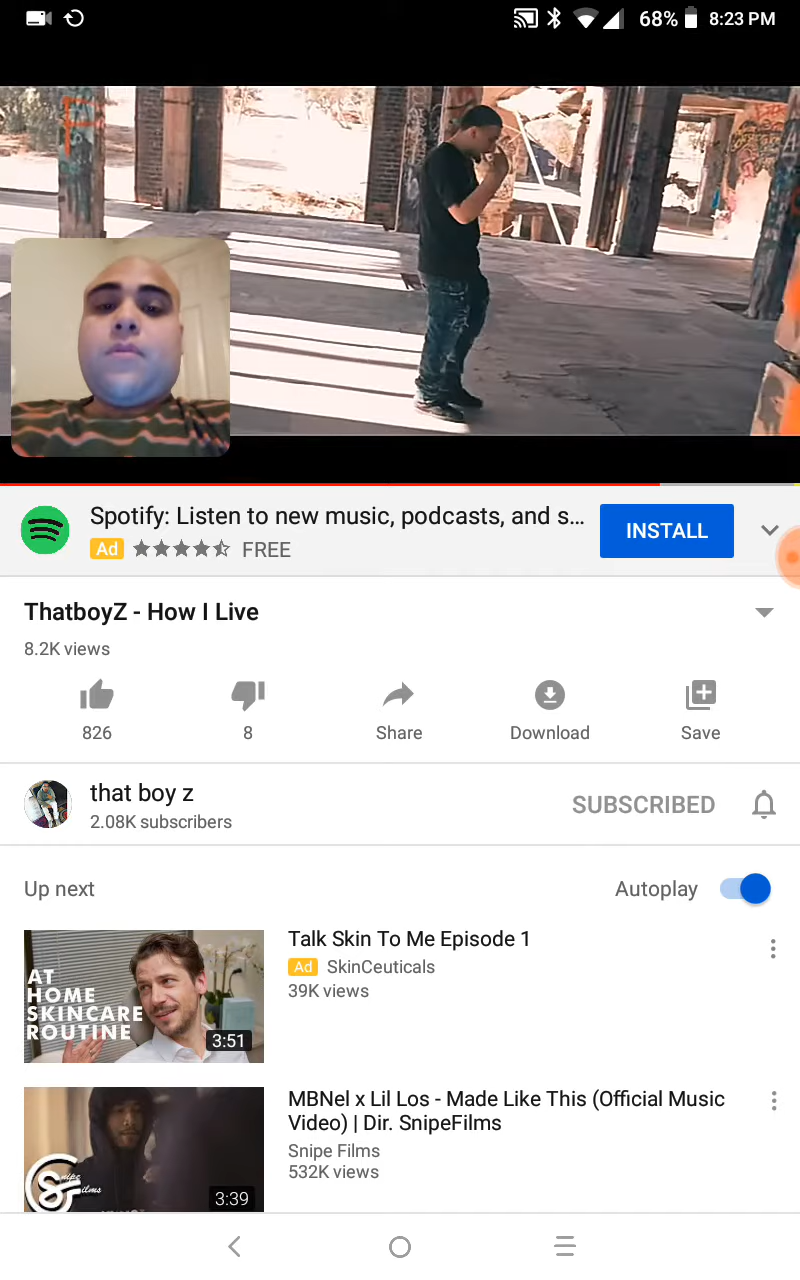 68% 8:23 PM
Spotify: Listen to new music, podcasts, and s...
INSTALL
Ad FREE
ThatboyZ - How I Live
8.2K views
826
8
Share
Download
Save
that boy z
2.08K subscribers
SUBSCRIBED
Up next
Autoplay
AT
HOME
SKINCARE
ROUTINE
3:51
Talk Skin To Me Episode 1
Ad SkinCeuticals
39K views
Snipe
Films
3:39
MBNel x Lil Los - Made Like This (Official Music
Video) | Dir. SnipeFilms
Snipe Films
532K views